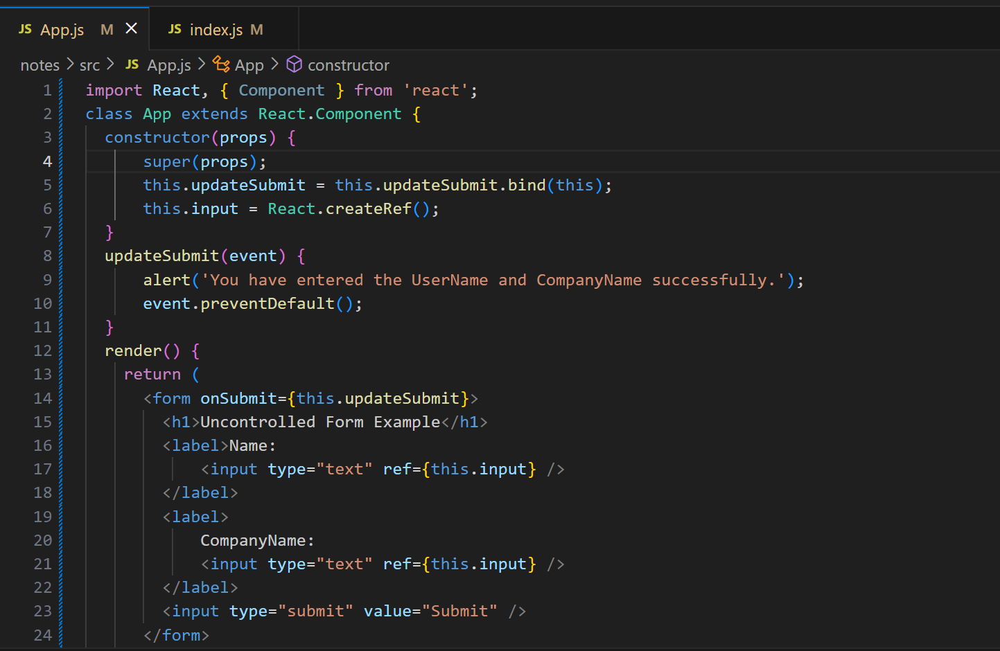 JS App.js M × JS index.js M
notes > src > JS App.js > App > constructor
1 import React, { Component } from 'react';
2 class App extends React.Component {
3   constructor(props) {
4       super(props);
5       this.updateSubmit = this.updateSubmit.bind(this);
6       this.input = React.createRef();
7   }
8   updateSubmit(event) {
9       alert('You have entered the UserName and CompanyName successfully.');
10       event.preventDefault();
11   }
12   render() {
13     return (
14       <form onSubmit={this.updateSubmit}>
15         <h1>Uncontrolled Form Example</h1>
16         <label>Name:
17             <input type="text" ref={this.input} />
18         </label>
19         <label>
20             CompanyName:
21             <input type="text" ref={this.input} />
22         </label>
23         <input type="submit" value="Submit" />
24       </form>